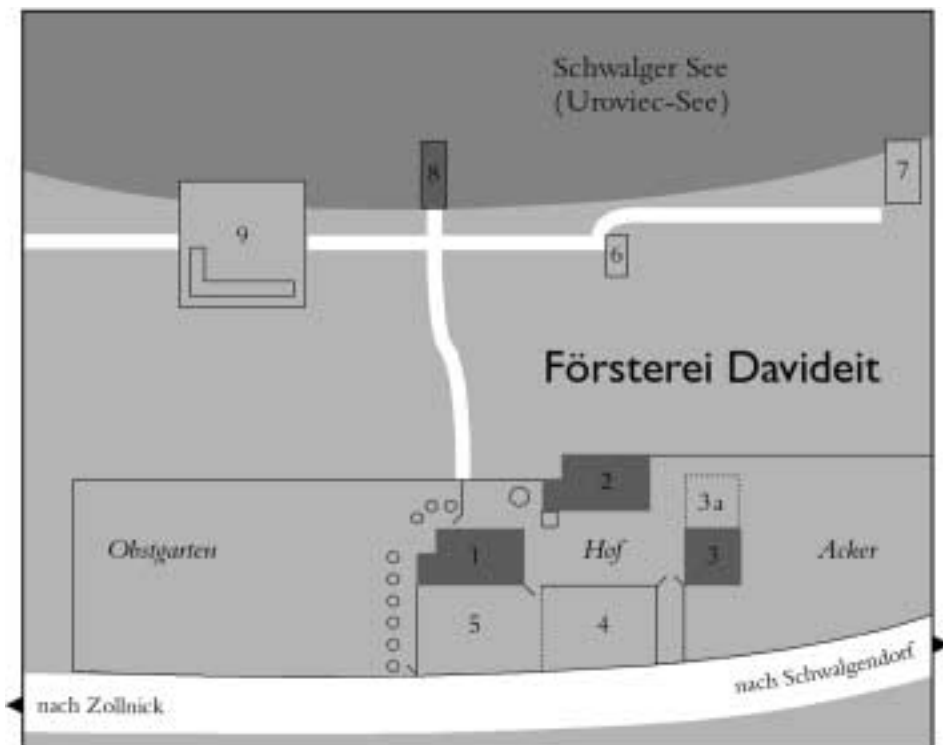 Schwalger See
(Uroviec-See)
8
7
9
6
Försterei Davideit
2
3a
Obstgarten
1
Hof
3
Acker
5
4
nach Schwalgendorf
nach Zollnick